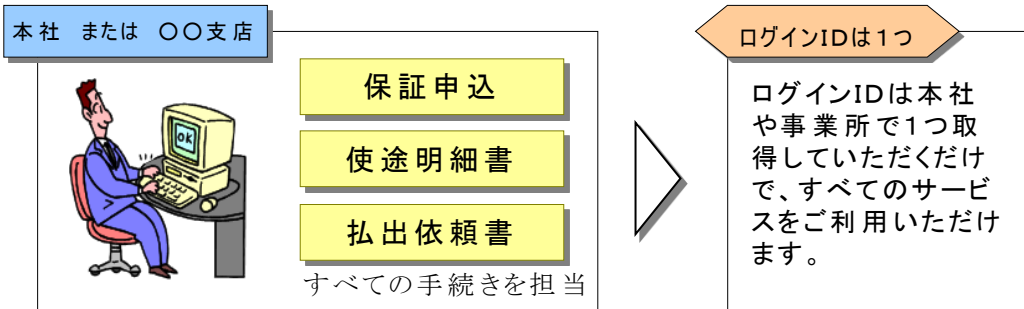 本社 または 〇〇支店
保証申込
使途明細書
払出依頼書
すべての手続きを担当
ok
ログインIDは1つ
ログインIDは本社
や事業所で1つ取
得していただくだけ
で、すべてのサービ
スをご利用いただけ
ます。